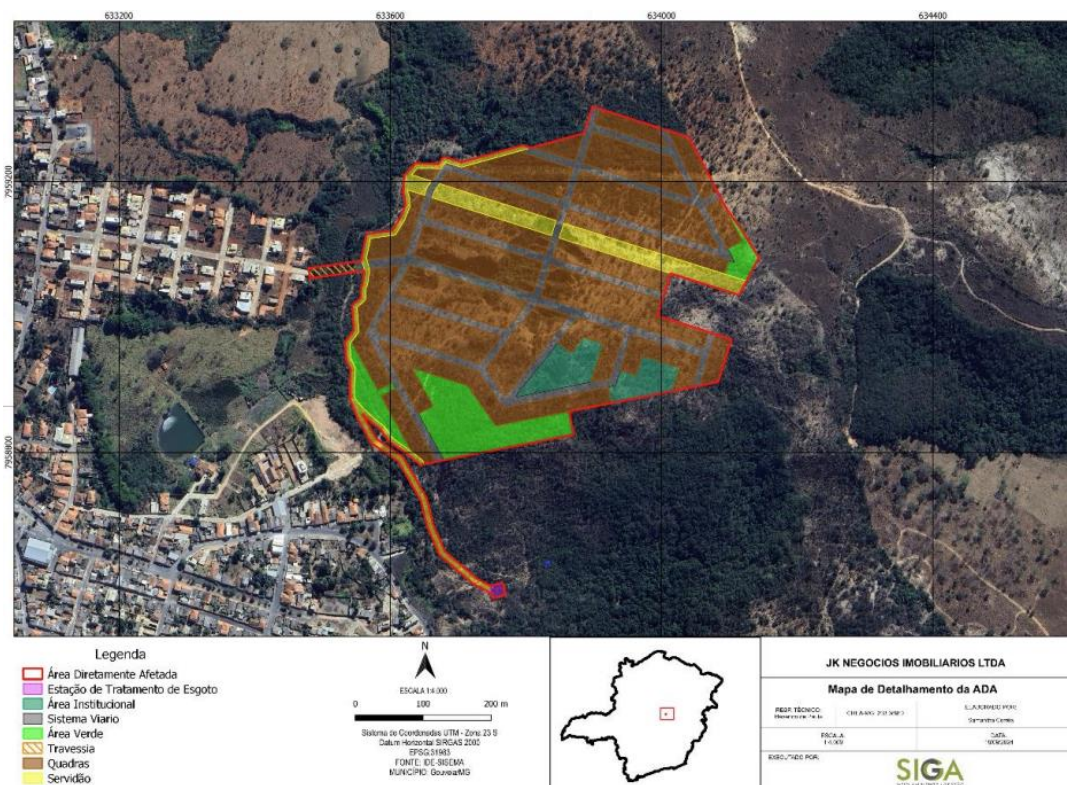 633200
633600
634000
634400
7959200
7958800
Legenda
Área Diretamente Afetada
Estação de Tratamento de Esgoto
Área Institucional
Sistema Viario
Área Verde
Travessia
Quadras
Servidão
N
ESCALA 1:4.000
0 100 200 m
Sistema de Coordenadas UTM - Zona 23 S
Datum Horizontal SIRGAS 2000
EPSG:31983
FONTE: IDE-SISEMA
MUNICÍPIO: Gouveia/MG
JK NEGOCIOS IMOBILIARIOS LTDA
Mapa de Detalhamento da ADA
RESP. TÉCNICO:
ELABORADO POR:
ESCALA:
DATA:
EXECUTADO POR:
SIGA